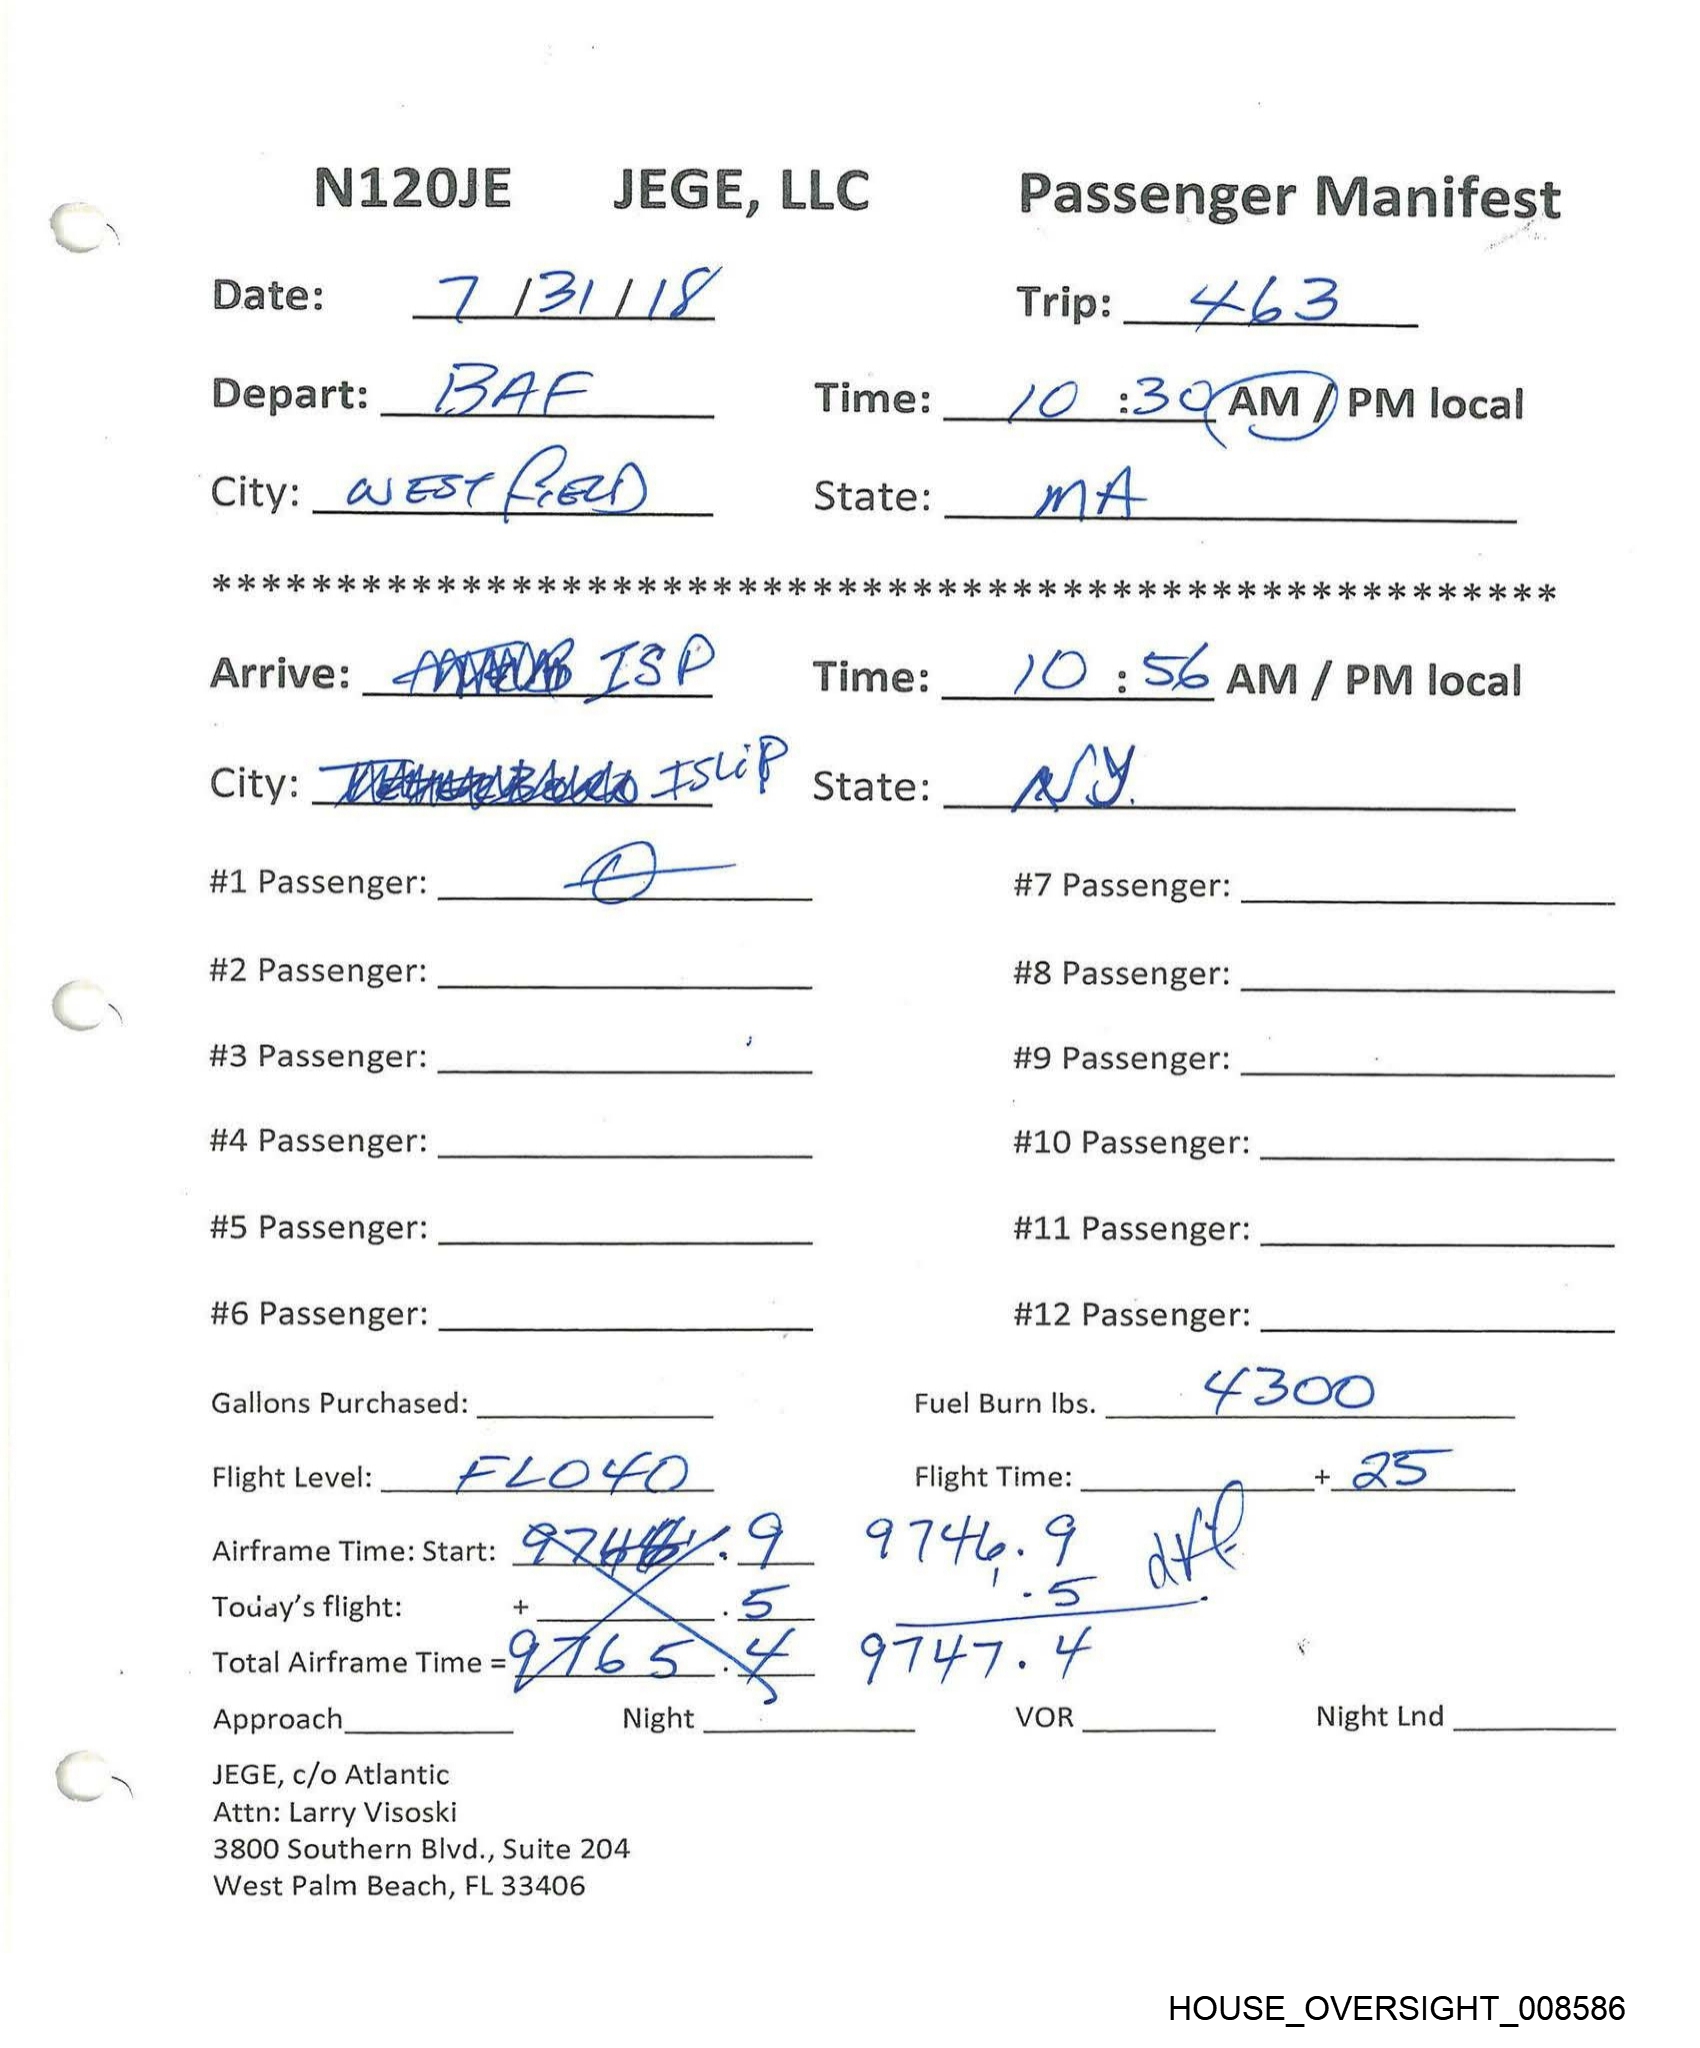 N120JE JEGE, LLC Passenger Manifest
Date: 7/31/18 Trip: 463
Depart: BAF Time: 10:30 AM / PM local
City: WESTFIELD State: MA
******************************************************
Arrive: ISP Time: 10:56 AM / PM local
City: ISLiP State: NY.
#1 Passenger: #7 Passenger:
#2 Passenger: #8 Passenger:
#3 Passenger: #9 Passenger:
#4 Passenger: #10 Passenger:
#5 Passenger: #11 Passenger:
#6 Passenger: #12 Passenger:
Gallons Purchased: Fuel Burn lbs. 4300
Flight Level: FL040 Flight Time: + 25
Airframe Time: Start: .9 9746.9
Today's flight: + .5 .5
Total Airframe Time = 9765.4 9747.4
Approach Night VOR Night Lnd
JEGE, c/o Atlantic
Attn: Larry Visoski
3800 Southern Blvd., Suite 204
West Palm Beach, FL 33406
HOUSE_OVERSIGHT_008586